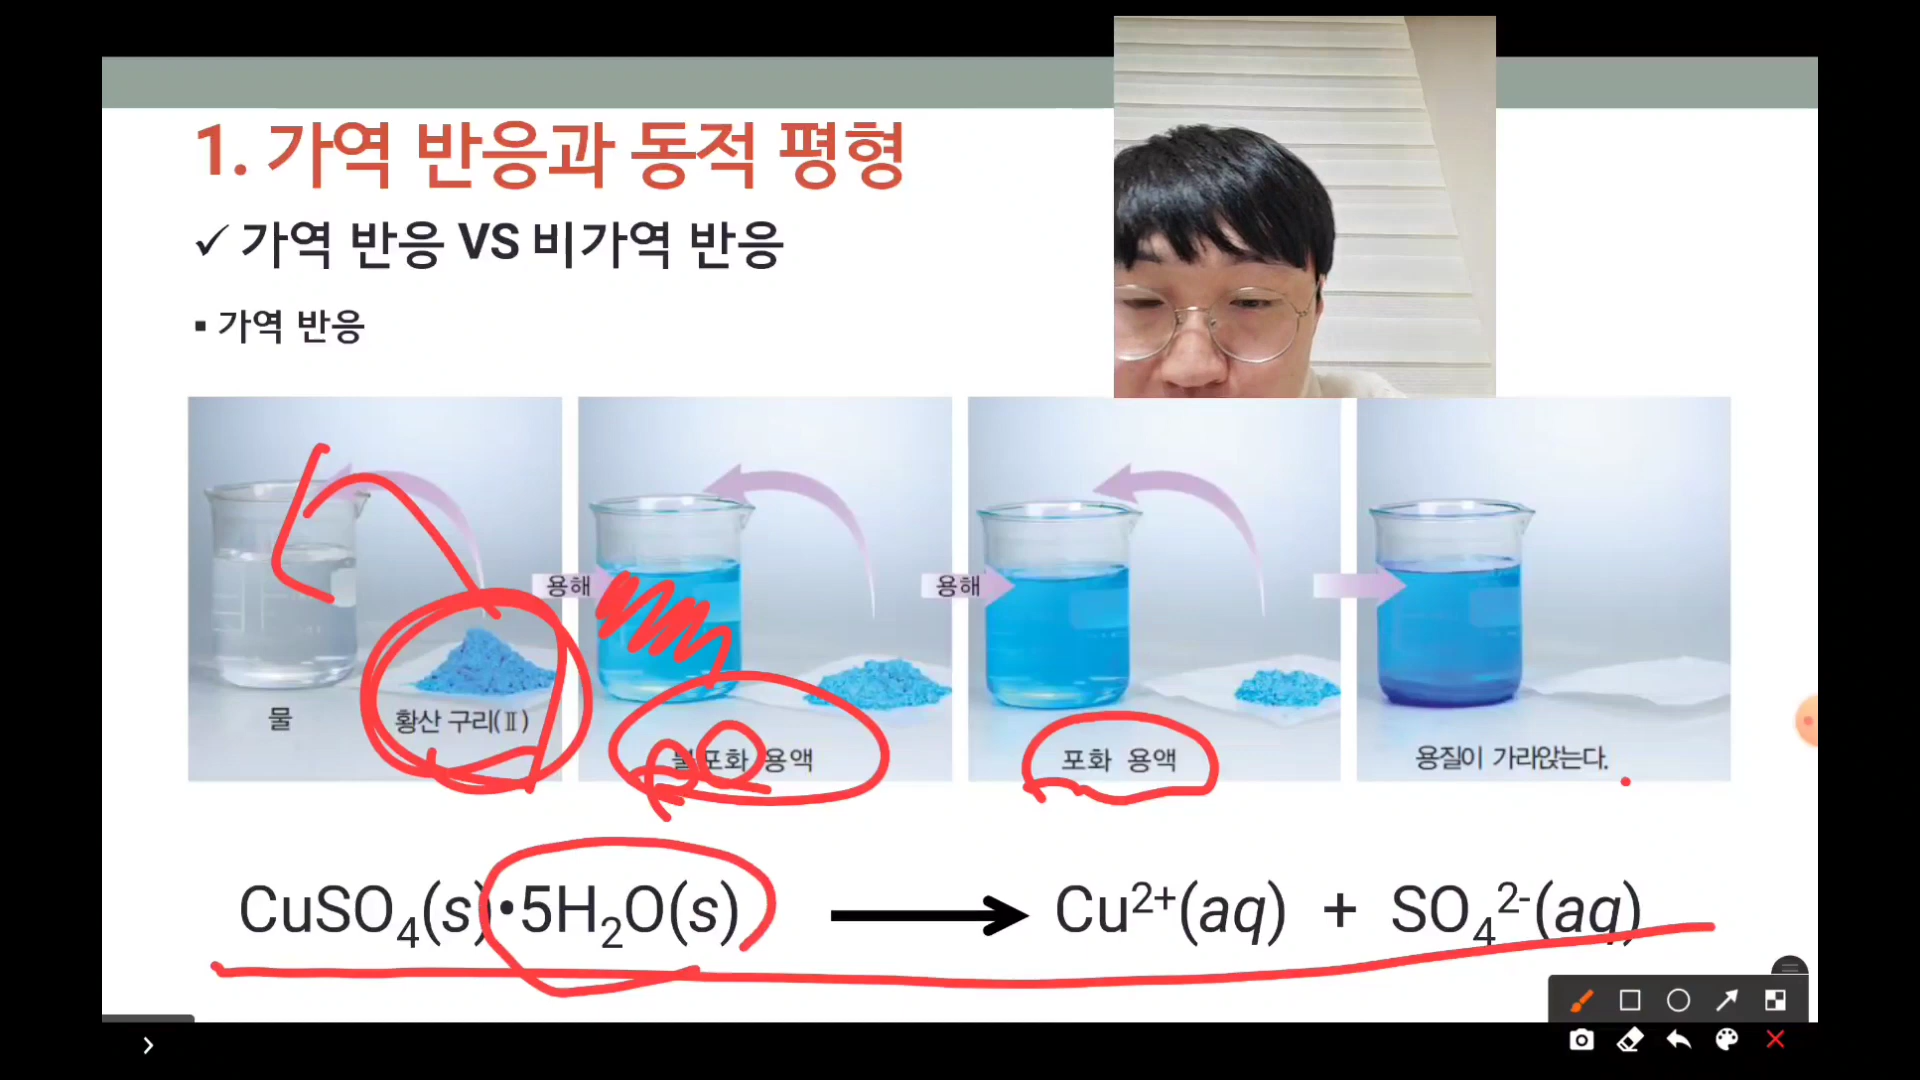 1. 가역 반응과 동적 평형
✓ 가역 반응 VS 비가역 반응
▪ 가역 반응
용해
용해
물
황산 구리(Ⅱ)
불포화 용액
포화 용액
용질이 가라앉는다.
CuSO₄(s)•5H₂O(s) → Cu²⁺(aq) + SO₄²⁻(aq)